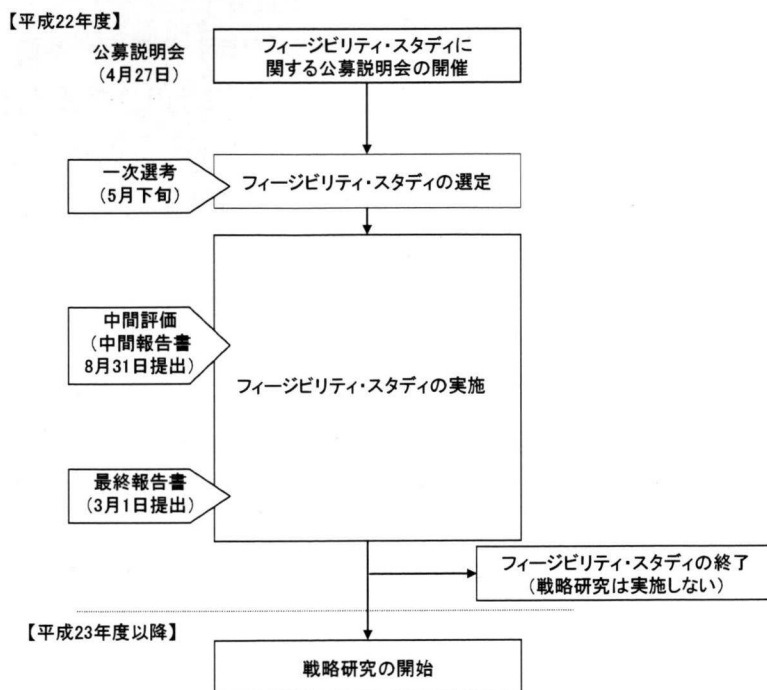 【平成22年度】
公募説明会
(4月27日)
フィージビリティ・スタディに
関する公募説明会の開催
一次選考
(5月下旬)
フィージビリティ・スタディの選定
中間評価
(中間報告書
8月31日提出)
フィージビリティ・スタディの実施
最終報告書
(3月1日提出)
フィージビリティ・スタディの終了
(戦略研究は実施しない)
【平成23年度以降】
戦略研究の開始